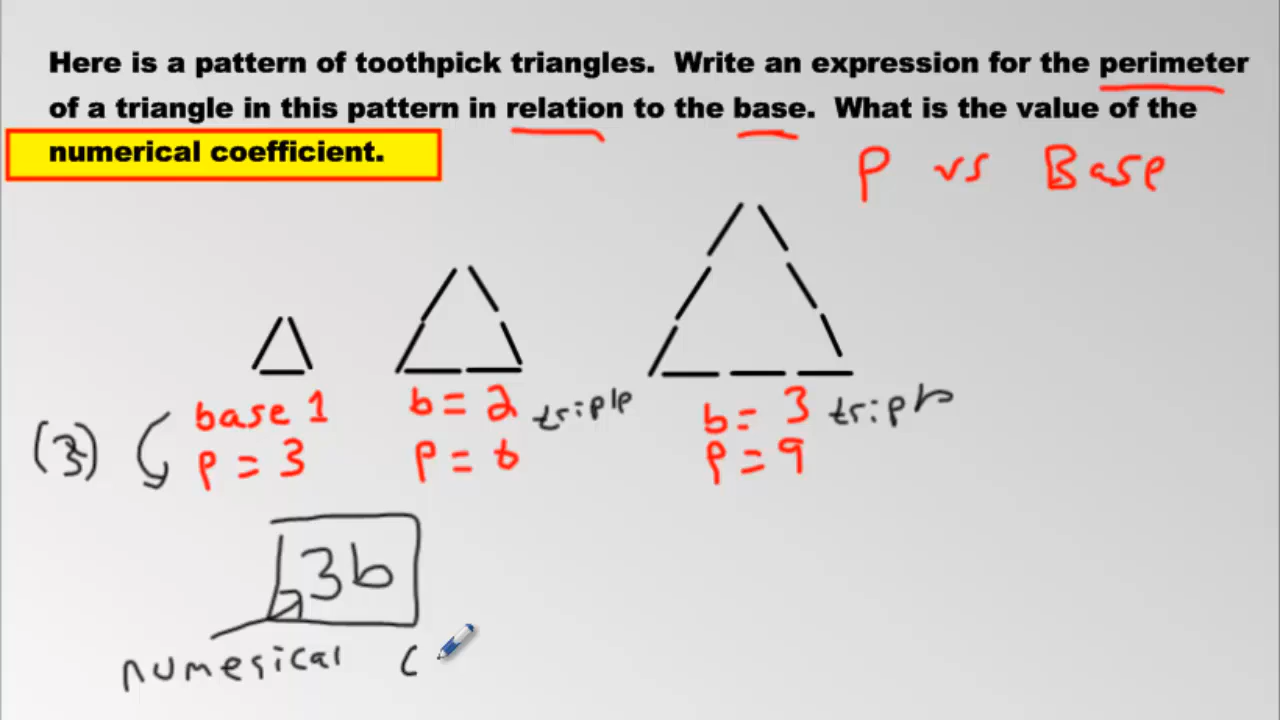 Here is a pattern of toothpick triangles. Write an expression for the perimeter
of a triangle in this pattern in relation to the base. What is the value of the
numerical coefficient.
P vs Base
base 1
b = 2
triple
b = 3
triple
(3)
P = 3
P = 6
P = 9
3b
numerical C